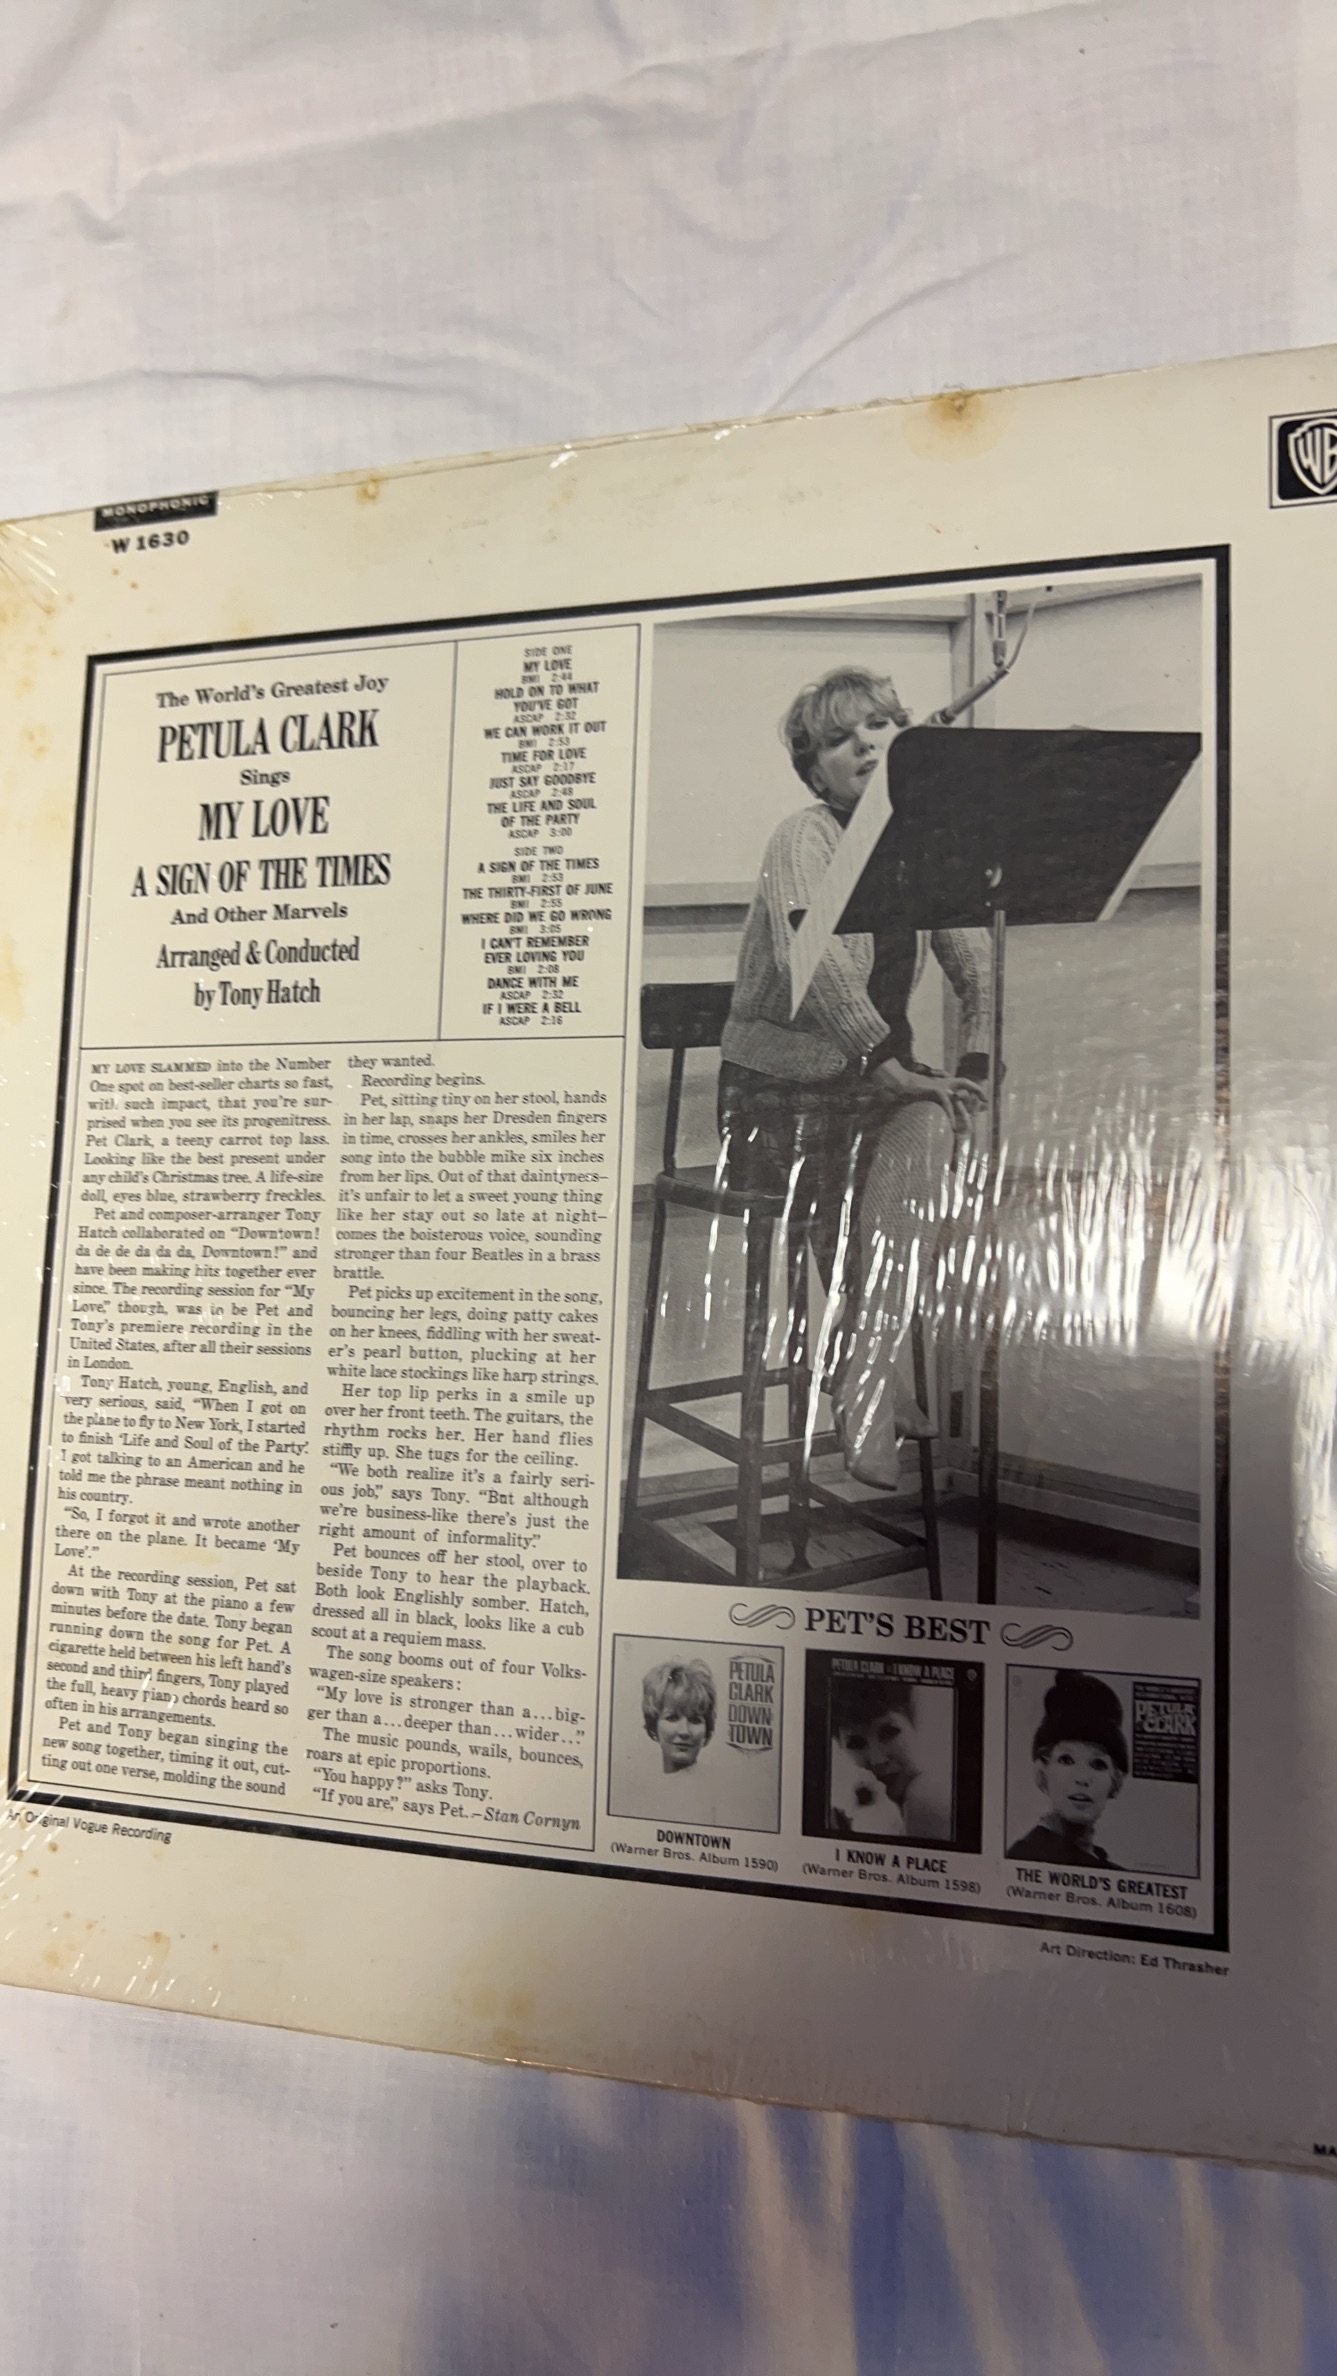 MONOPHONIC
W 1630
WB
The World's Greatest Joy
PETULA CLARK
Sings
MY LOVE
A SIGN OF THE TIMES
And Other Marvels
Arranged & Conducted
by Tony Hatch
SIDE ONE
MY LOVE
BMI 2:44
HOLD ON TO WHAT
YOU'VE GOT
ASCAP 2:32
WE CAN WORK IT OUT
BMI 2:53
TIME FOR LOVE
ASCAP 2:17
JUST SAY GOODBYE
ASCAP 2:48
THE LIFE AND SOUL
OF THE PARTY
ASCAP 3:00
SIDE TWO
A SIGN OF THE TIMES
BMI 2:53
THE THIRTY-FIRST OF JUNE
BMI 2:55
WHERE DID WE GO WRONG
BMI 3:05
I CAN'T REMEMBER
EVER LOVING YOU
BMI 2:08
DANCE WITH ME
ASCAP 2:32
IF I WERE A BELL
ASCAP 2:16
MY LOVE SLAMMED into the Number
One spot on best-seller charts so fast,
with such impact, that you're sur-
prised when you see its progenitress.
Pet Clark, a teeny carrot top lass.
Looking like the best present under
any child's Christmas tree. A life-size
doll, eyes blue, strawberry freckles.
Pet and composer-arranger Tony
Hatch collaborated on "Downtown!
da de de da da da, Downtown!" and
have been making hits together ever
since. The recording session for "My
Love," though, was to be Pet and
Tony's premiere recording in the
United States, after all their sessions
in London.
Tony Hatch, young, English, and
very serious, said, "When I got on
the plane to fly to New York, I started
to finish 'Life and Soul of the Party.'
I got talking to an American and he
told me the phrase meant nothing in
his country.
"So, I forgot it and wrote another
there on the plane. It became 'My
Love'."
At the recording session, Pet sat
down with Tony at the piano a few
minutes before the date. Tony began
running down the song for Pet. A
cigarette held between his left hand's
second and third fingers, Tony played
the full, heavy piano chords heard so
often in his arrangements.
Pet and Tony began singing the
new song together, timing it out, cut-
ting out one verse, molding the sound
they wanted.
Recording begins.
Pet, sitting tiny on her stool, hands
in her lap, snaps her Dresden fingers
in time, crosses her ankles, smiles her
song into the bubble mike six inches
from her lips. Out of that daintyness—
it's unfair to let a sweet young thing
like her stay out so late at night—
comes the boisterous voice, sounding
stronger than four Beatles in a brass
brattle.
Pet picks up excitement in the song,
bouncing her legs, doing patty cakes
on her knees, fiddling with her sweat-
er's pearl button, plucking at her
white lace stockings like harp strings.
Her top lip perks in a smile up
over her front teeth. The guitars, the
rhythm rocks her. Her hand flies
stiffly up. She tugs for the ceiling.
"We both realize it's a fairly seri-
ous job," says Tony. "But although
we're business-like there's just the
right amount of informality."
Pet bounces off her stool, over to
beside Tony to hear the playback.
Both look Englishly somber. Hatch,
dressed all in black, looks like a cub
scout at a requiem mass.
The song booms out of four Volks-
wagen-size speakers:
"My love is stronger than a...big-
ger than a...deeper than...wider..."
The music pounds, wails, bounces,
roars at epic proportions.
"You happy?" asks Tony.
"If you are," says Pet.—Stan Cornyn
PET'S BEST
PETULA
CLARK
DOWN
TOWN
PETULA CLARK I KNOW A PLACE
PETULA
CLARK
DOWNTOWN
(Warner Bros. Album 1590)
I KNOW A PLACE
(Warner Bros. Album 1598)
THE WORLD'S GREATEST
(Warner Bros. Album 1608)
An Original Vogue Recording
Art Direction: Ed Thrasher
MA